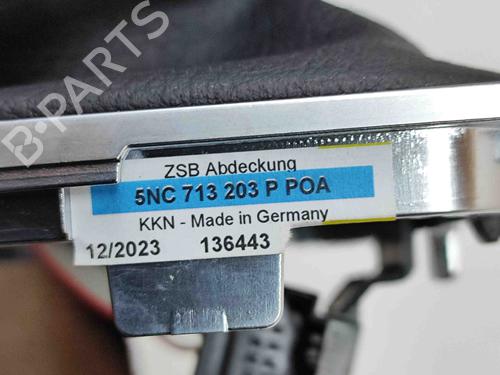 B-PARTS
ZSB Abdeckung
5NC 713 203 P POA
KKN - Made in Germany
12/2023 136443